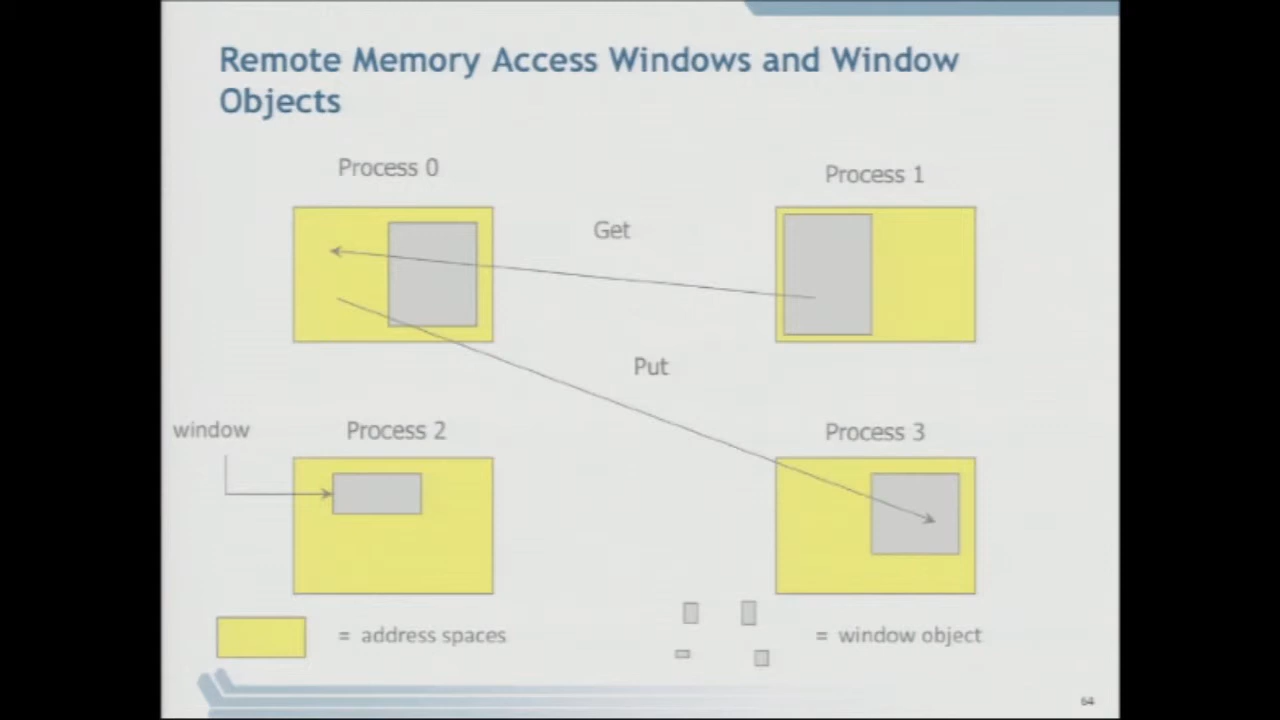 Remote Memory Access Windows and Window
Objects
Process 0
Process 1
Get
Put
window
Process 2
Process 3
= address spaces
= window object
64